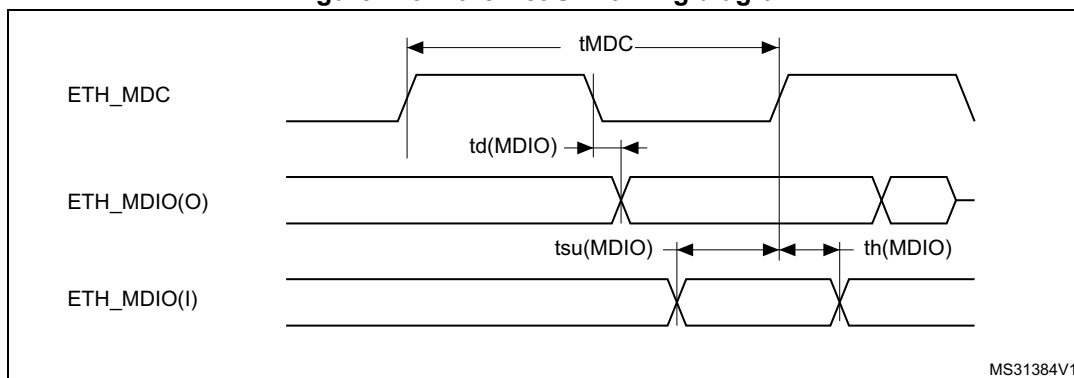 tMDC
ETH_MDC
td(MDIO)
ETH_MDIO(O)
tsu(MDIO) th(MDIO)
ETH_MDIO(I)
MS31384V1